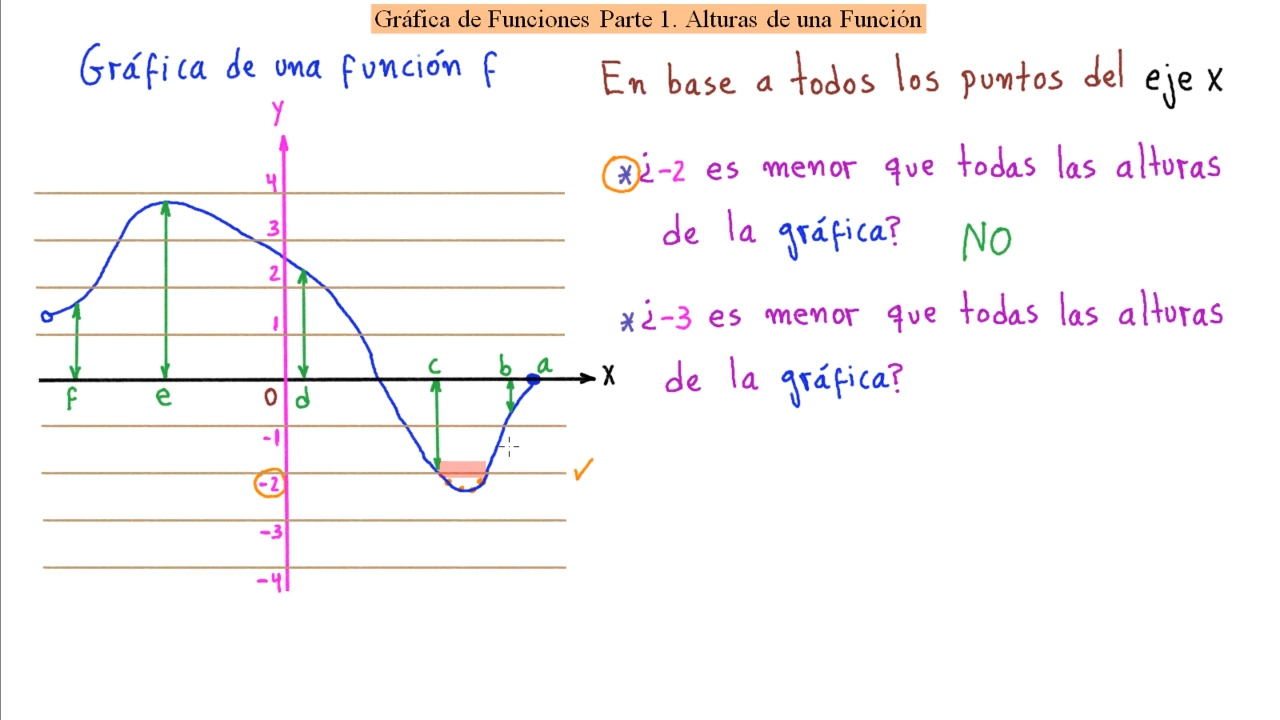 Gráfica de Funciones Parte 1. Alturas de una Función
Gráfica de una función f
En base a todos los puntos del eje x
*¿-2 es menor que todas las alturas
de la gráfica? NO
*¿-3 es menor que todas las alturas
de la gráfica?
y
4
3
2
1
c b a x
f e 0 d
-1
-2
-3
-4